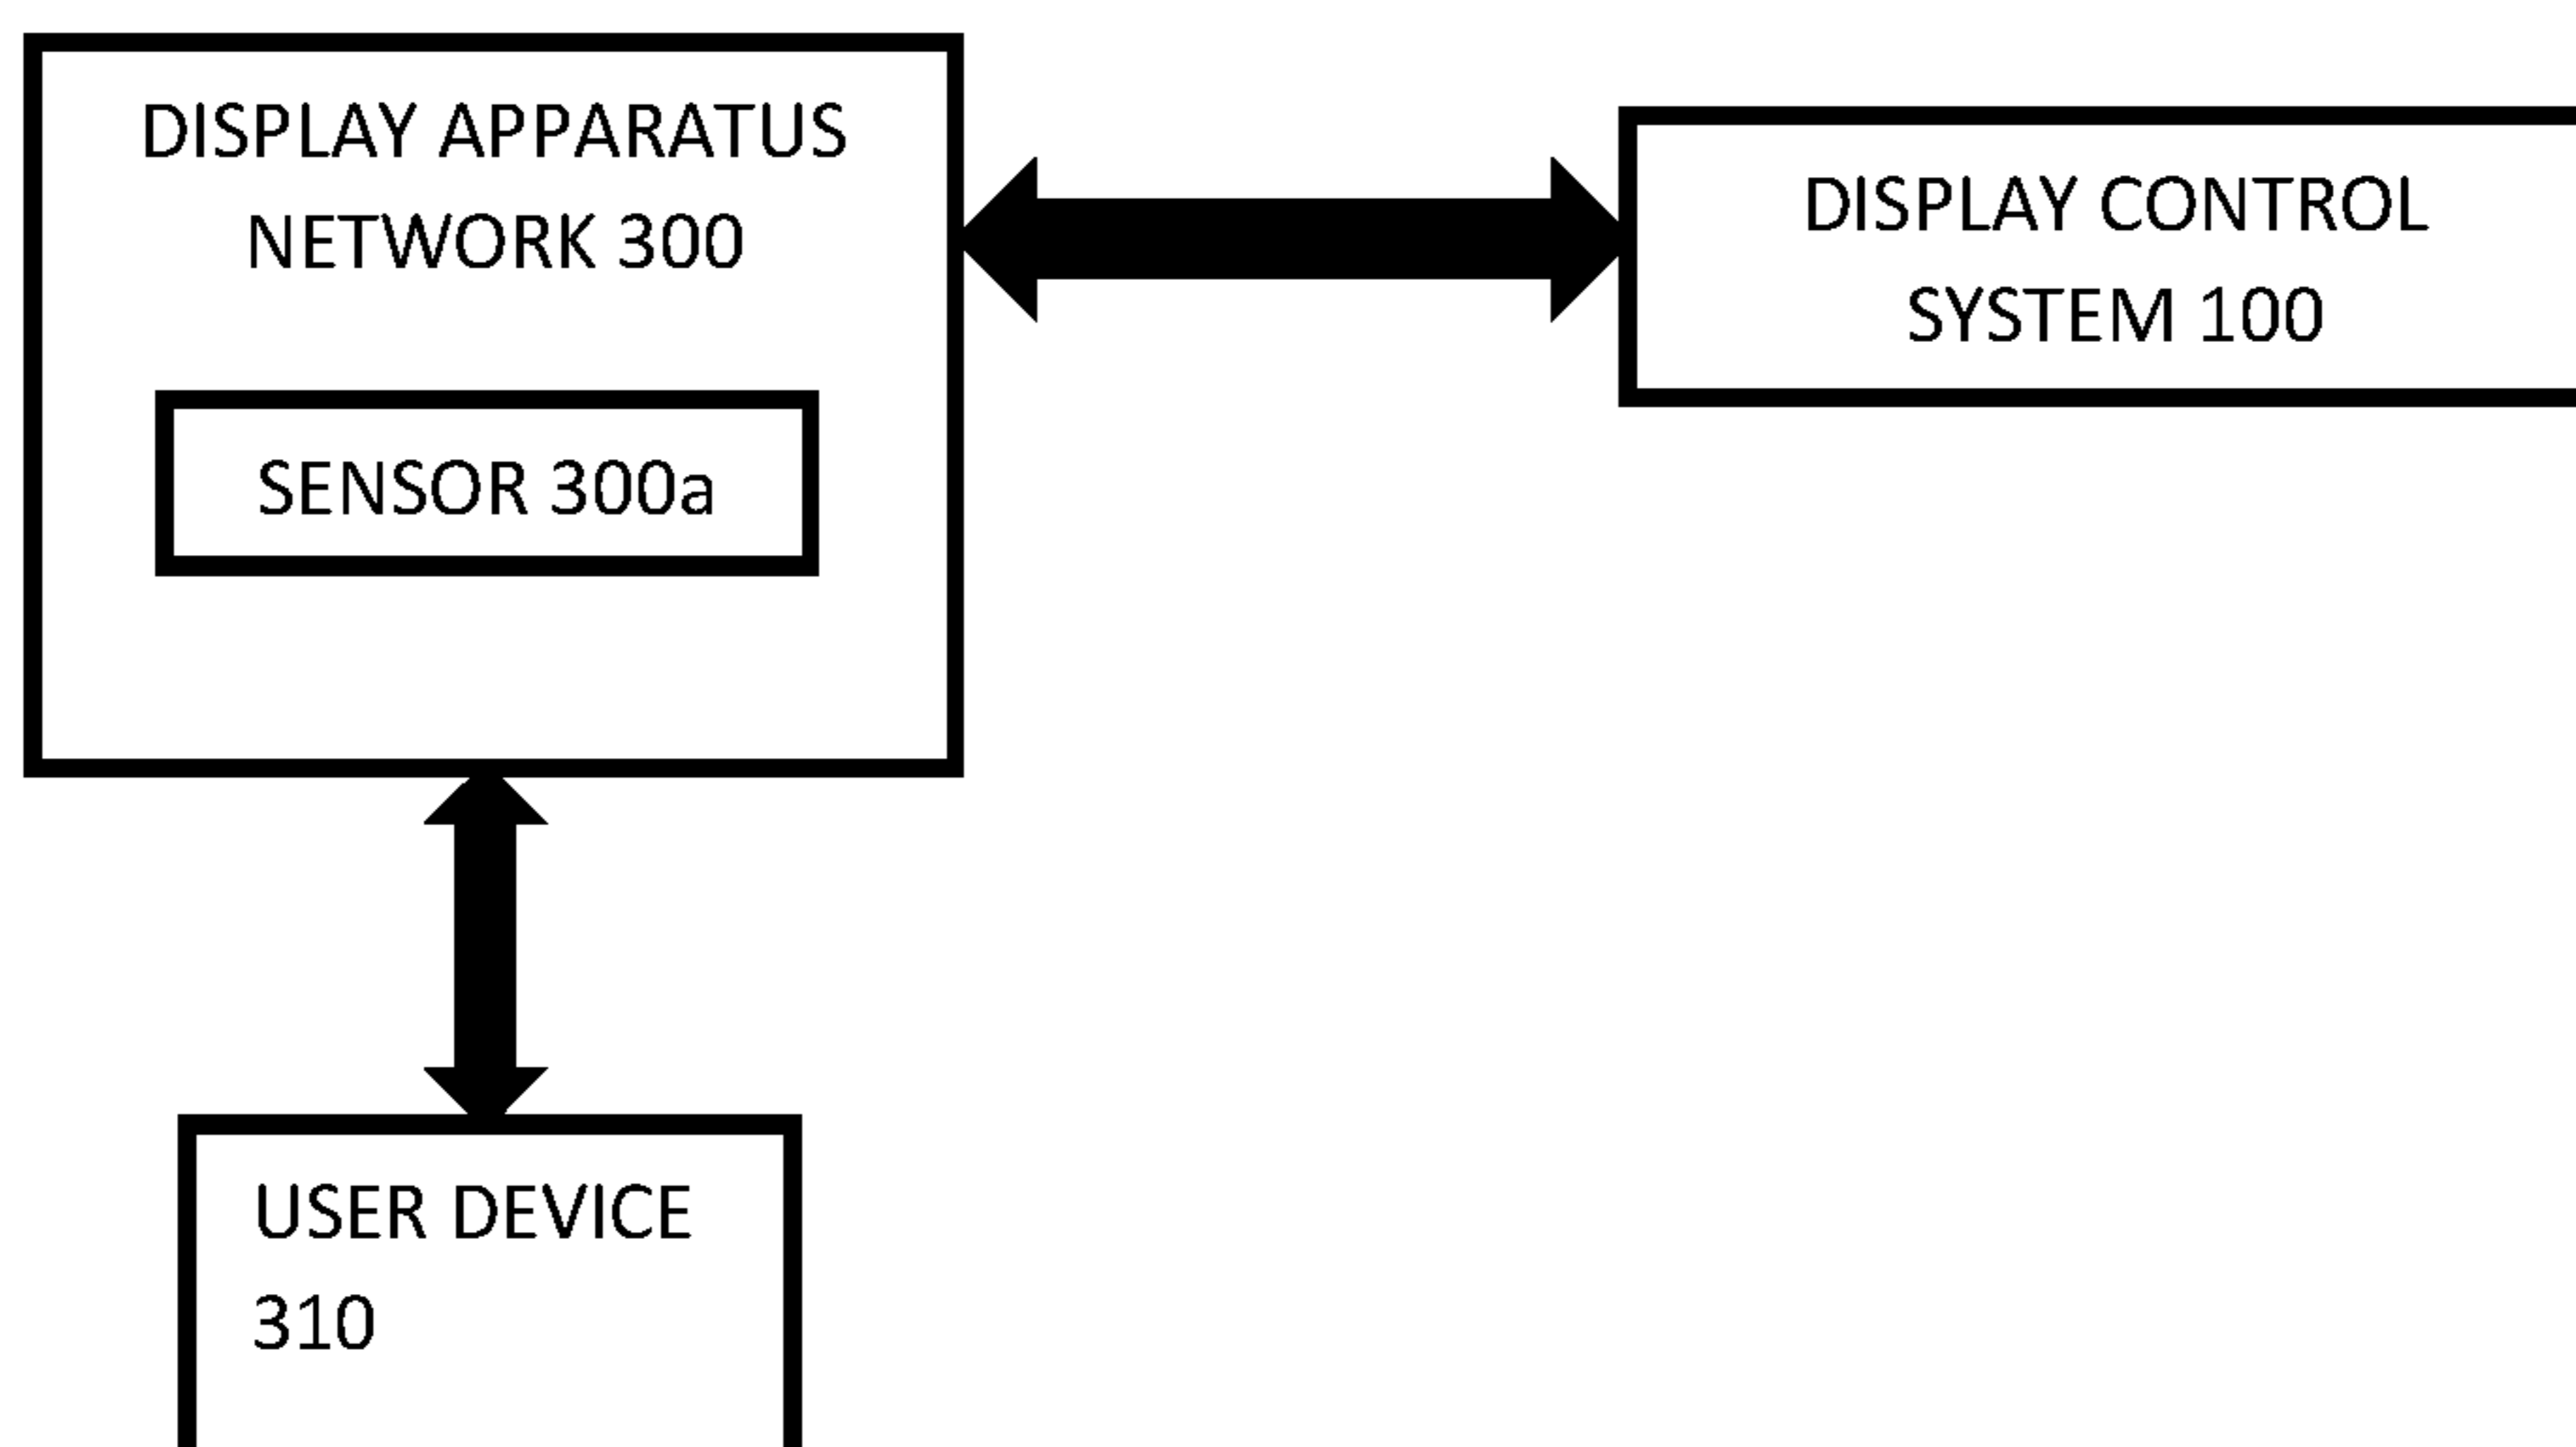 DISPLAY APPARATUS
NETWORK 300
SENSOR 300a
DISPLAY CONTROL
SYSTEM 100
USER DEVICE
310